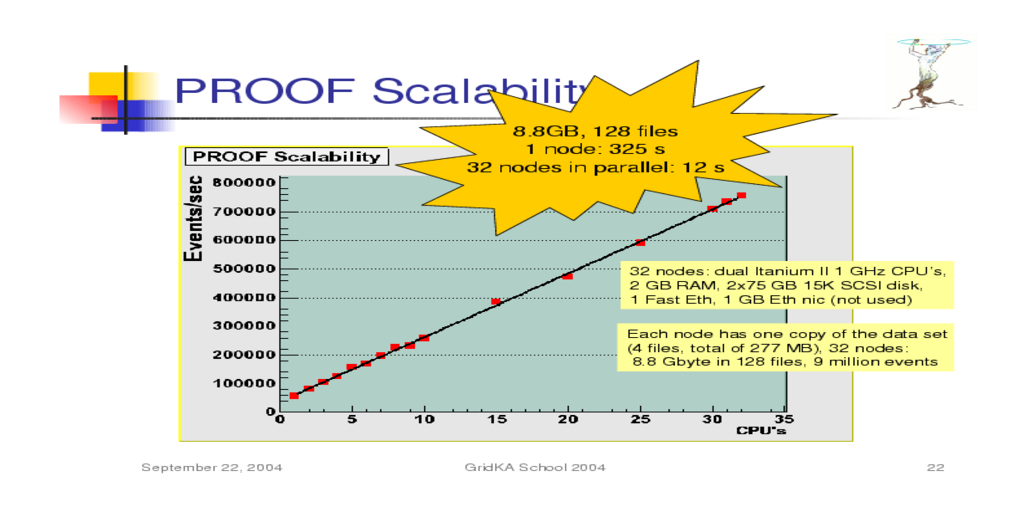 PROOF Scalability
8.8GB, 128 files
1 node: 325 s
32 nodes in parallel: 12 s
PROOF Scalability
Events/sec
800000
700000
600000
500000
400000
300000
200000
100000
0
0 5 10 15 20 25 30 35
CPU's
32 nodes: dual Itanium II 1 GHz CPU's,
2 GB RAM, 2x75 GB 15K SCSI disk,
1 Fast Eth, 1 GB Eth nic (not used)
Each node has one copy of the data set
(4 files, total of 277 MB), 32 nodes:
8.8 Gbyte in 128 files, 9 million events
September 22, 2004
GridKA School 2004
22